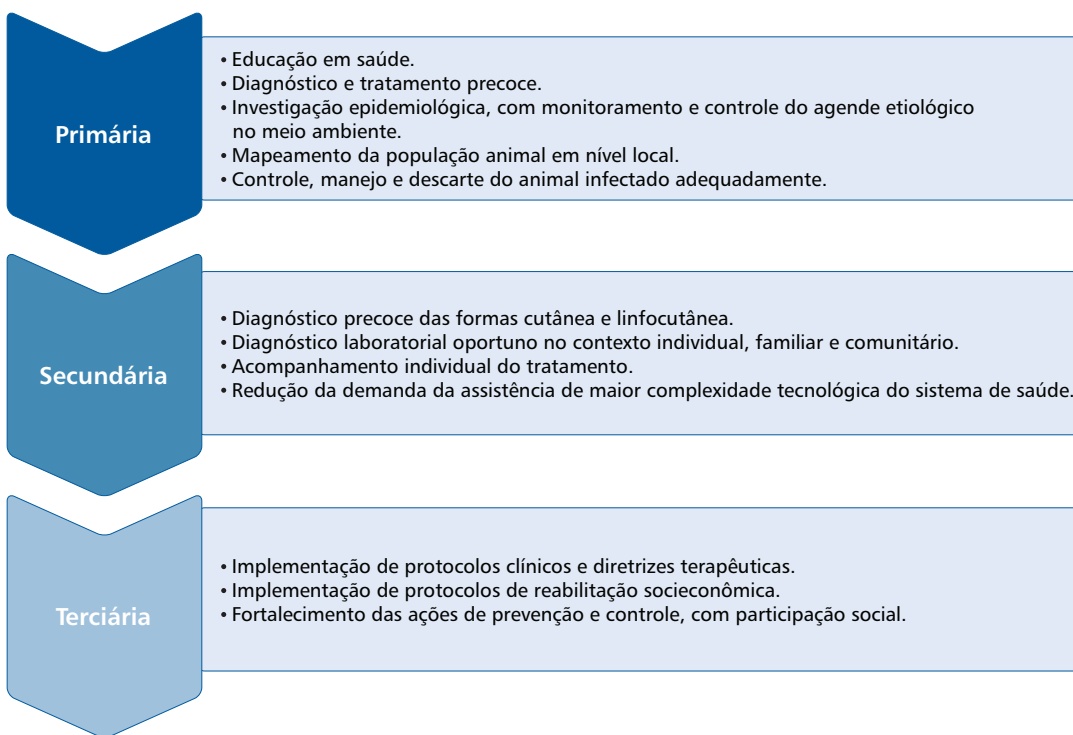 Primária
• Educação em saúde.
• Diagnóstico e tratamento precoce.
• Investigação epidemiológica, com monitoramento e controle do agende etiológico
no meio ambiente.
• Mapeamento da população animal em nível local.
• Controle, manejo e descarte do animal infectado adequadamente.
Secundária
• Diagnóstico precoce das formas cutânea e linfocutânea.
• Diagnóstico laboratorial oportuno no contexto individual, familiar e comunitário.
• Acompanhamento individual do tratamento.
• Redução da demanda da assistência de maior complexidade tecnológica do sistema de saúde.
Terciária
• Implementação de protocolos clínicos e diretrizes terapêuticas.
• Implementação de protocolos de reabilitação socieconômica.
• Fortalecimento das ações de prevenção e controle, com participação social.